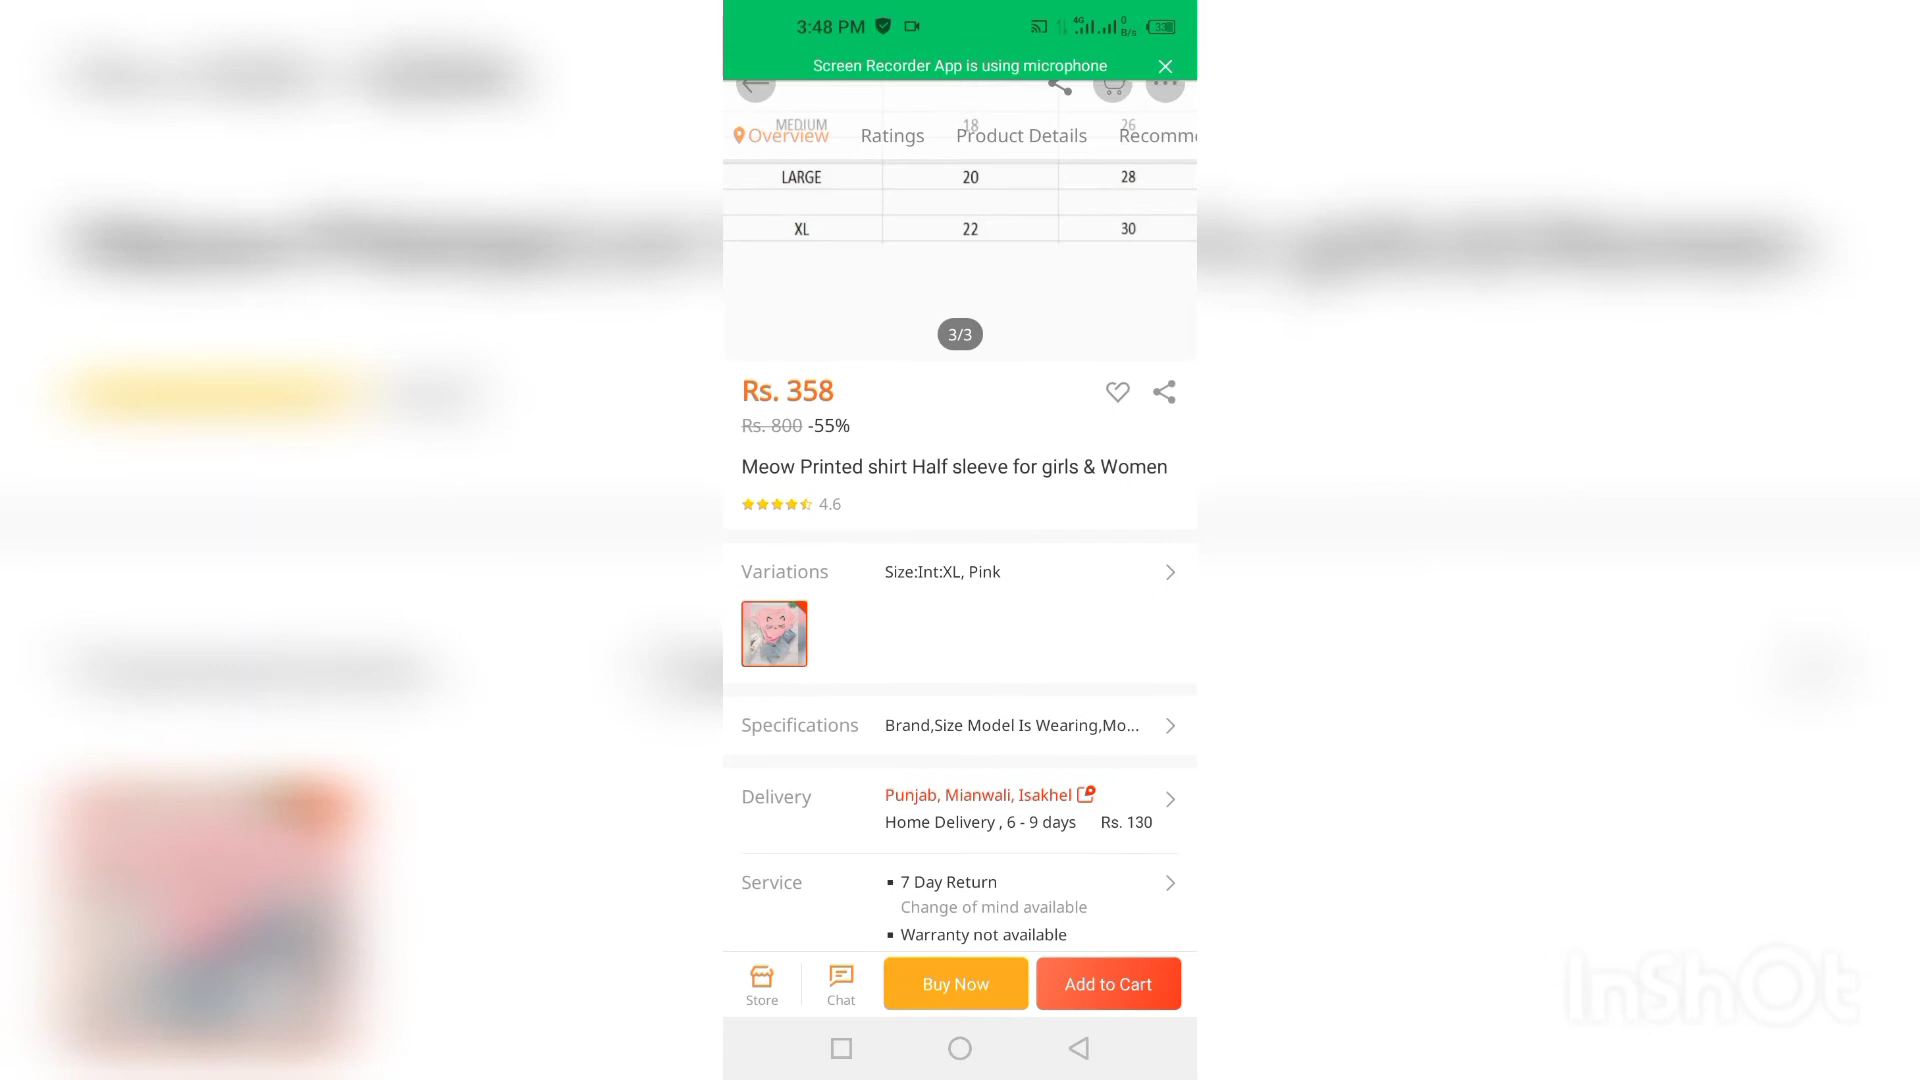 3:48 PM
4G
0
B/s
33
Screen Recorder App is using microphone
MEDIUM 18 26
Overview Ratings Product Details Recomme
LARGE 20 28
XL 22 30
3/3
Rs. 358
Rs. 800 -55%
Meow Printed shirt Half sleeve for girls & Women
4.6
Variations Size:Int:XL, Pink
Specifications Brand,Size Model Is Wearing,Mo...
Delivery Punjab, Mianwali, Isakhel
Home Delivery , 6 - 9 days Rs. 130
Service ▪ 7 Day Return
Change of mind available
▪ Warranty not available
Store Chat Buy Now Add to Cart
InShOt